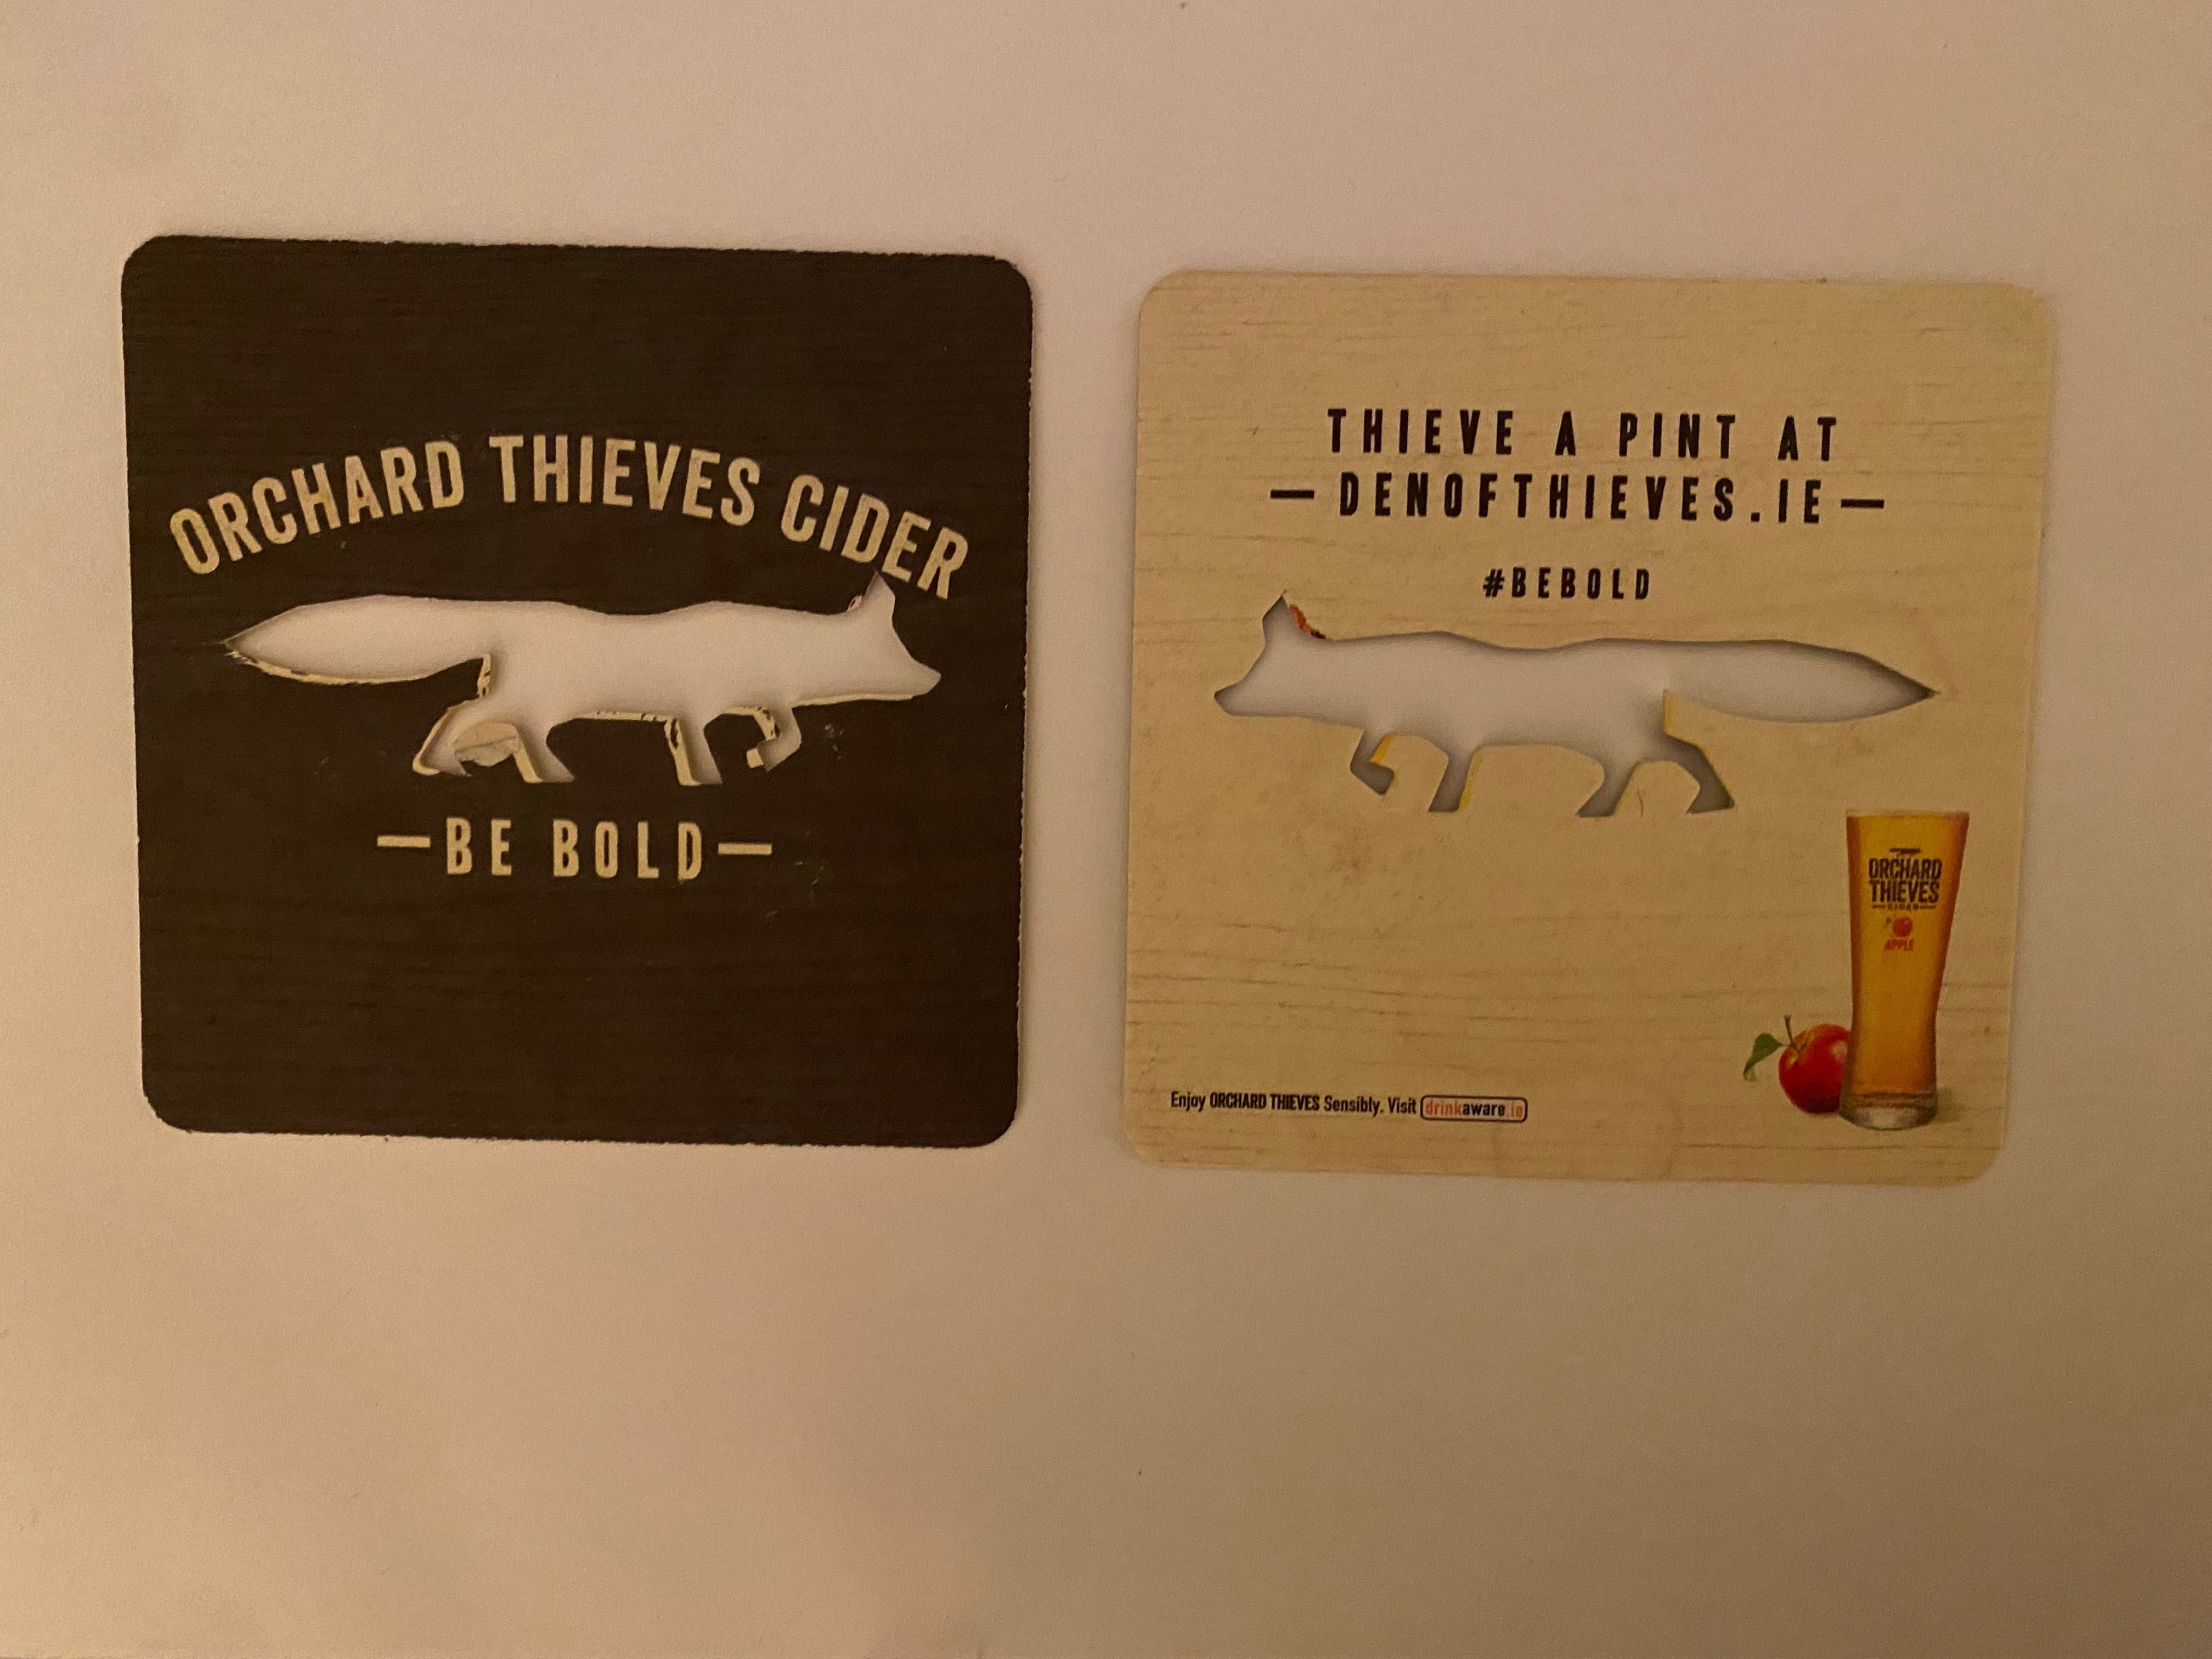 ORCHARD THIEVES CIDER
—BE BOLD—
THIEVE A PINT AT
—DENOFTHIEVES.IE—
#BEBOLD
ORCHARD
THIEVES
—CIDER—
APPLE
Enjoy ORCHARD THIEVES Sensibly. Visit drinkaware.ie